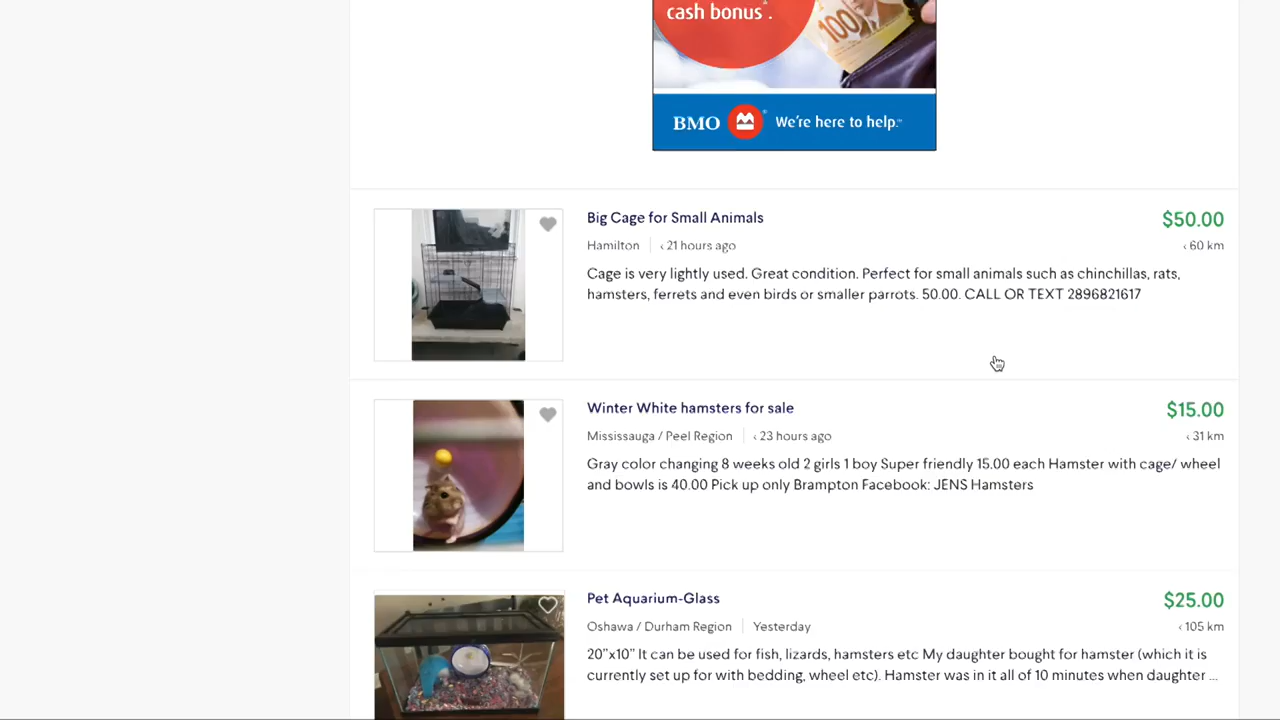 cash bonus*.
100
BMO We're here to help.™
Big Cage for Small Animals
$50.00
Hamilton
‹ 21 hours ago
‹ 60 km
Cage is very lightly used. Great condition. Perfect for small animals such as chinchillas, rats,
hamsters, ferrets and even birds or smaller parrots. 50.00. CALL OR TEXT 2896821617
Winter White hamsters for sale
$15.00
Mississauga / Peel Region
‹ 23 hours ago
‹ 31 km
Gray color changing 8 weeks old 2 girls 1 boy Super friendly 15.00 each Hamster with cage/ wheel
and bowls is 40.00 Pick up only Brampton Facebook: JENS Hamsters
Pet Aquarium-Glass
$25.00
Oshawa / Durham Region
Yesterday
‹ 105 km
20”x10” It can be used for fish, lizards, hamsters etc My daughter bought for hamster (which it is
currently set up for with bedding, wheel etc). Hamster was in it all of 10 minutes when daughter ...